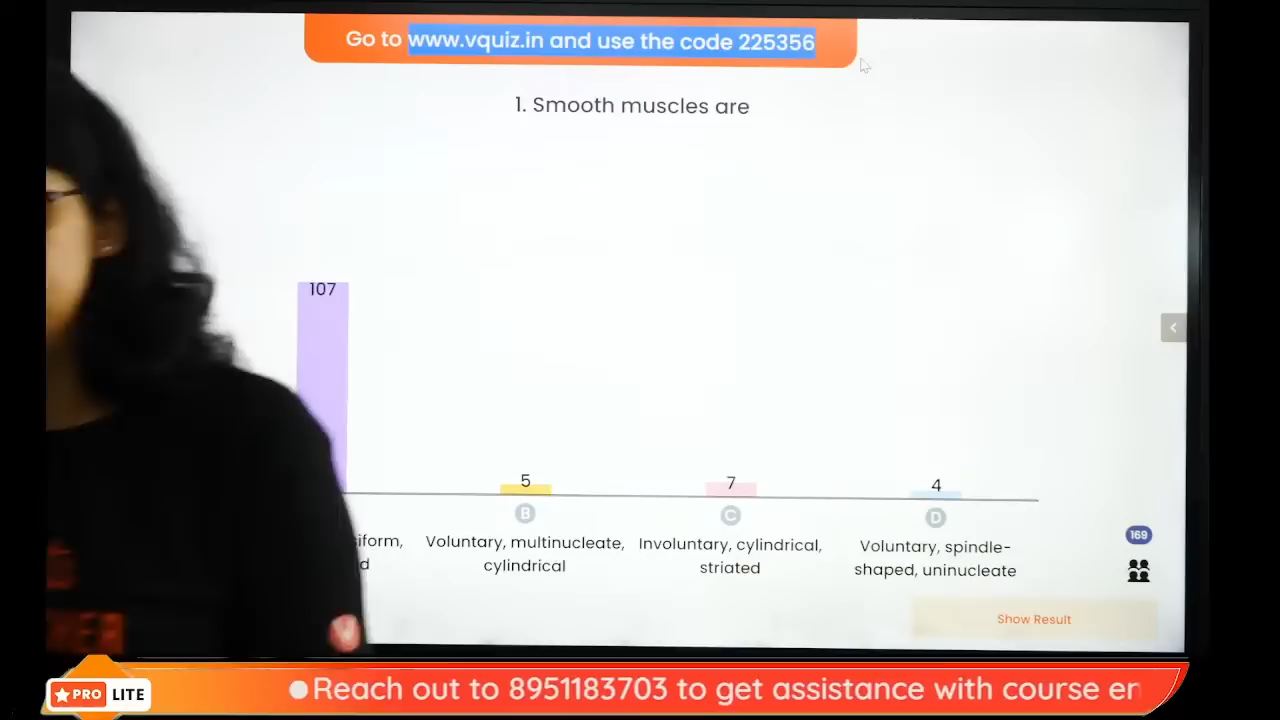 Go to www.vquiz.in and use the code 225356
1. Smooth muscles are
107
5
7
4
B
C
D
Voluntary, multinucleate,
cylindrical
Involuntary, cylindrical,
striated
Voluntary, spindle-
shaped, uninucleate
169
Show Result
PRO LITE
Reach out to 8951183703 to get assistance with course